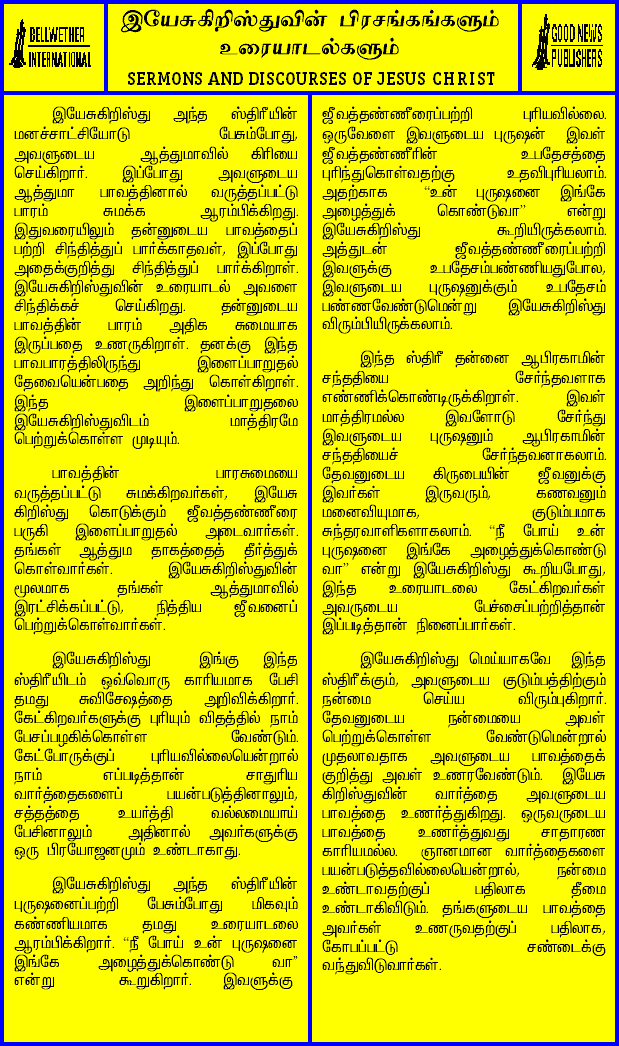 BELLWETHER
INTERNATIONAL
இயேசுகிறிஸ்துவின் பிரசங்கங்களும்
உரையாடல்களும்
SERMONS AND DISCOURSES OF JESUS CHRIST
GOOD NEWS
PUBLISHERS
இயேசுகிறிஸ்து அந்த ஸ்திரீயின்
மனச்சாட்சியோடு பேசும்போது,
அவளுடைய ஆத்துமாவில் கிரியை
செய்கிறார். இப்போது அவளுடைய
ஆத்துமா பாவத்தினால் வருத்தப்பட்டு
பாரம் சுமக்க ஆரம்பிக்கிறது.
இதுவரையிலும் தன்னுடைய பாவத்தைப்
பற்றி சிந்தித்துப் பார்க்காதவள், இப்போது
அதைக்குறித்து சிந்தித்துப் பார்க்கிறாள்.
இயேசுகிறிஸ்துவின் உரையாடல் அவளை
சிந்திக்கச் செய்கிறது. தன்னுடைய
பாவத்தின் பாரம் அதிக சுமையாக
இருப்பதை உணருகிறாள். தனக்கு இந்த
பாவபாரத்திலிருந்து இளைப்பாறுதல்
தேவையென்பதை அறிந்து கொள்கிறாள்.
இந்த இளைப்பாறுதலை
இயேசுகிறிஸ்துவிடம் மாத்திரமே
பெற்றுக்கொள்ள முடியும்.
பாவத்தின் பாரசுமையை
வருத்தப்பட்டு சுமக்கிறவர்கள், இயேசு
கிறிஸ்து கொடுக்கும் ஜீவத்தண்ணீரை
பருகி இளைப்பாறுதல் அடைவார்கள்.
தங்கள் ஆத்தும தாகத்தைத் தீர்த்துக்
கொள்வார்கள். இயேசுகிறிஸ்துவின்
மூலமாக தங்கள் ஆத்துமாவில்
இரட்சிக்கப்பட்டு, நித்திய ஜீவனைப்
பெற்றுக்கொள்வார்கள்.
இயேசுகிறிஸ்து இங்கு இந்த
ஸ்திரீயிடம் ஒவ்வொரு காரியமாக பேசி
தமது சுவிசேஷத்தை அறிவிக்கிறார்.
கேட்கிறவர்களுக்கு புரியும் விதத்தில் நாம்
பேசப்பழகிக்கொள்ள வேண்டும்.
கேட்போருக்குப் புரியவில்லையென்றால்
நாம் எப்படித்தான் சாதுரிய
வார்த்தைகளைப் பயன்படுத்தினாலும்,
சத்தத்தை உயர்த்தி வல்லமையாய்
பேசினாலும் அதினால் அவர்களுக்கு
ஒரு பிரயோஜனமும் உண்டாகாது.
இயேசுகிறிஸ்து அந்த ஸ்திரீயின்
புருஷனைப்பற்றி பேசும்போது மிகவும்
கண்ணியமாக தமது உரையாடலை
ஆரம்பிக்கிறார். “நீ போய் உன் புருஷனை
இங்கே அழைத்துக்கொண்டு வா”
என்று கூறுகிறார். இவளுக்கு
ஜீவத்தண்ணீரைப்பற்றி புரியவில்லை.
ஒருவேளை இவளுடைய புருஷன் இவள்
ஜீவத்தண்ணீரின் உபதேசத்தை
புரிந்துகொள்வதற்கு உதவிபுரியலாம்.
அதற்காக “உன் புருஷனை இங்கே
அழைத்துக் கொண்டுவா” என்று
இயேசுகிறிஸ்து கூறியிருக்கலாம்.
அத்துடன் ஜீவத்தண்ணீரைப்பற்றி
இவளுக்கு உபதேசம்பண்ணியதுபோல,
இவளுடைய புருஷனுக்கும் உபதேசம்
பண்ணவேண்டுமென்று இயேசுகிறிஸ்து
விரும்பியிருக்கலாம்.
இந்த ஸ்திரீ தன்னை ஆபிரகாமின்
சந்ததியை சேர்ந்தவளாக
எண்ணிக்கொண்டிருக்கிறாள். இவள்
மாத்திரமல்ல இவளோடு சேர்ந்து
இவளுடைய புருஷனும் ஆபிரகாமின்
சந்ததியைச் சேர்ந்தவனாகலாம்.
தேவனுடைய கிருபையின் ஜீவனுக்கு
இவர்கள் இருவரும், கணவனும்
மனைவியுமாக, குடும்பமாக
சுந்தரவாளிகளாகலாம். “நீ போய் உன்
புருஷனை இங்கே அழைத்துக்கொண்டு
வா” என்று இயேசுகிறிஸ்து கூறியபோது,
இந்த உரையாடலை கேட்கிறவர்கள்
அவருடைய பேச்சைப்பற்றித்தான்
இப்படித்தான் நினைப்பார்கள்.
இயேசுகிறிஸ்து மெய்யாகவே இந்த
ஸ்திரீக்கும், அவளுடைய குடும்பத்திற்கும்
நன்மை செய்ய விரும்புகிறார்.
தேவனுடைய நன்மையை அவள்
பெற்றுக்கொள்ள வேண்டுமென்றால்
முதலாவதாக அவளுடைய பாவத்தைக்
குறித்து அவள் உணரவேண்டும். இயேசு
கிறிஸ்துவின் வார்த்தை அவளுடைய
பாவத்தை உணர்த்துகிறது. ஒருவருடைய
பாவத்தை உணர்த்துவது சாதாரண
காரியமல்ல. ஞானமான வார்த்தைகளை
பயன்படுத்தவில்லையென்றால், நன்மை
உண்டாவதற்குப் பதிலாக தீமை
உண்டாகிவிடும். தங்களுடைய பாவத்தை
அவர்கள் உணருவதற்குப் பதிலாக,
கோபப்பட்டு சண்டைக்கு
வந்துவிடுவார்கள்.